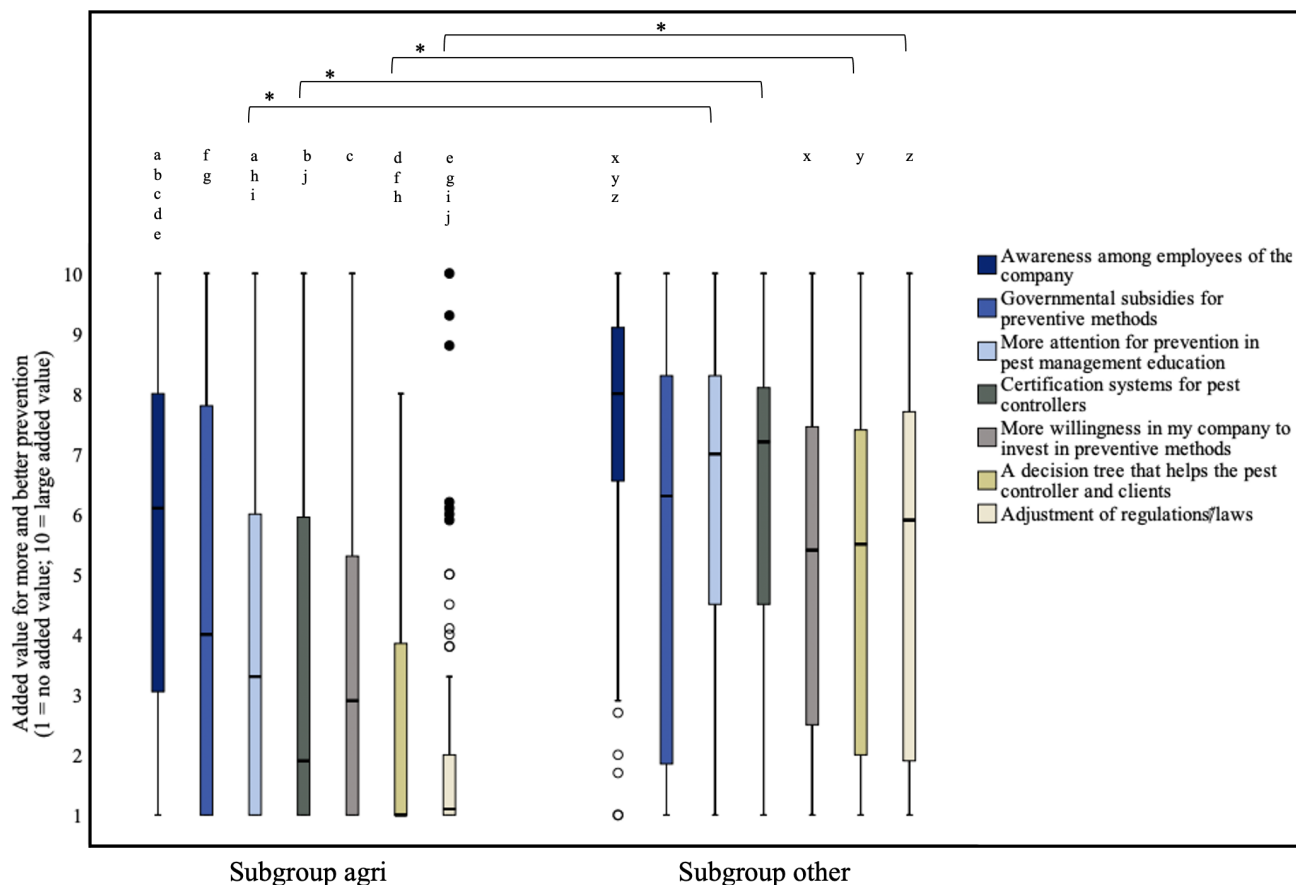 *
*
*
*
a f a b c d e
b g h j f g
c i h i
d j
e
x x y z
y
z
10
9
8
7
6
5
4
3
2
1
Added value for more and better prevention
(1 = no added value; 10 = large added value)
Awareness among employees of the
company
Governmental subsidies for
preventive methods
More attention for prevention in
pest management education
Certification systems for pest
controllers
More willingness in my company to
invest in preventive methods
A decision tree that helps the pest
controller and clients
Adjustment of regulations/laws
Subgroup agri
Subgroup other